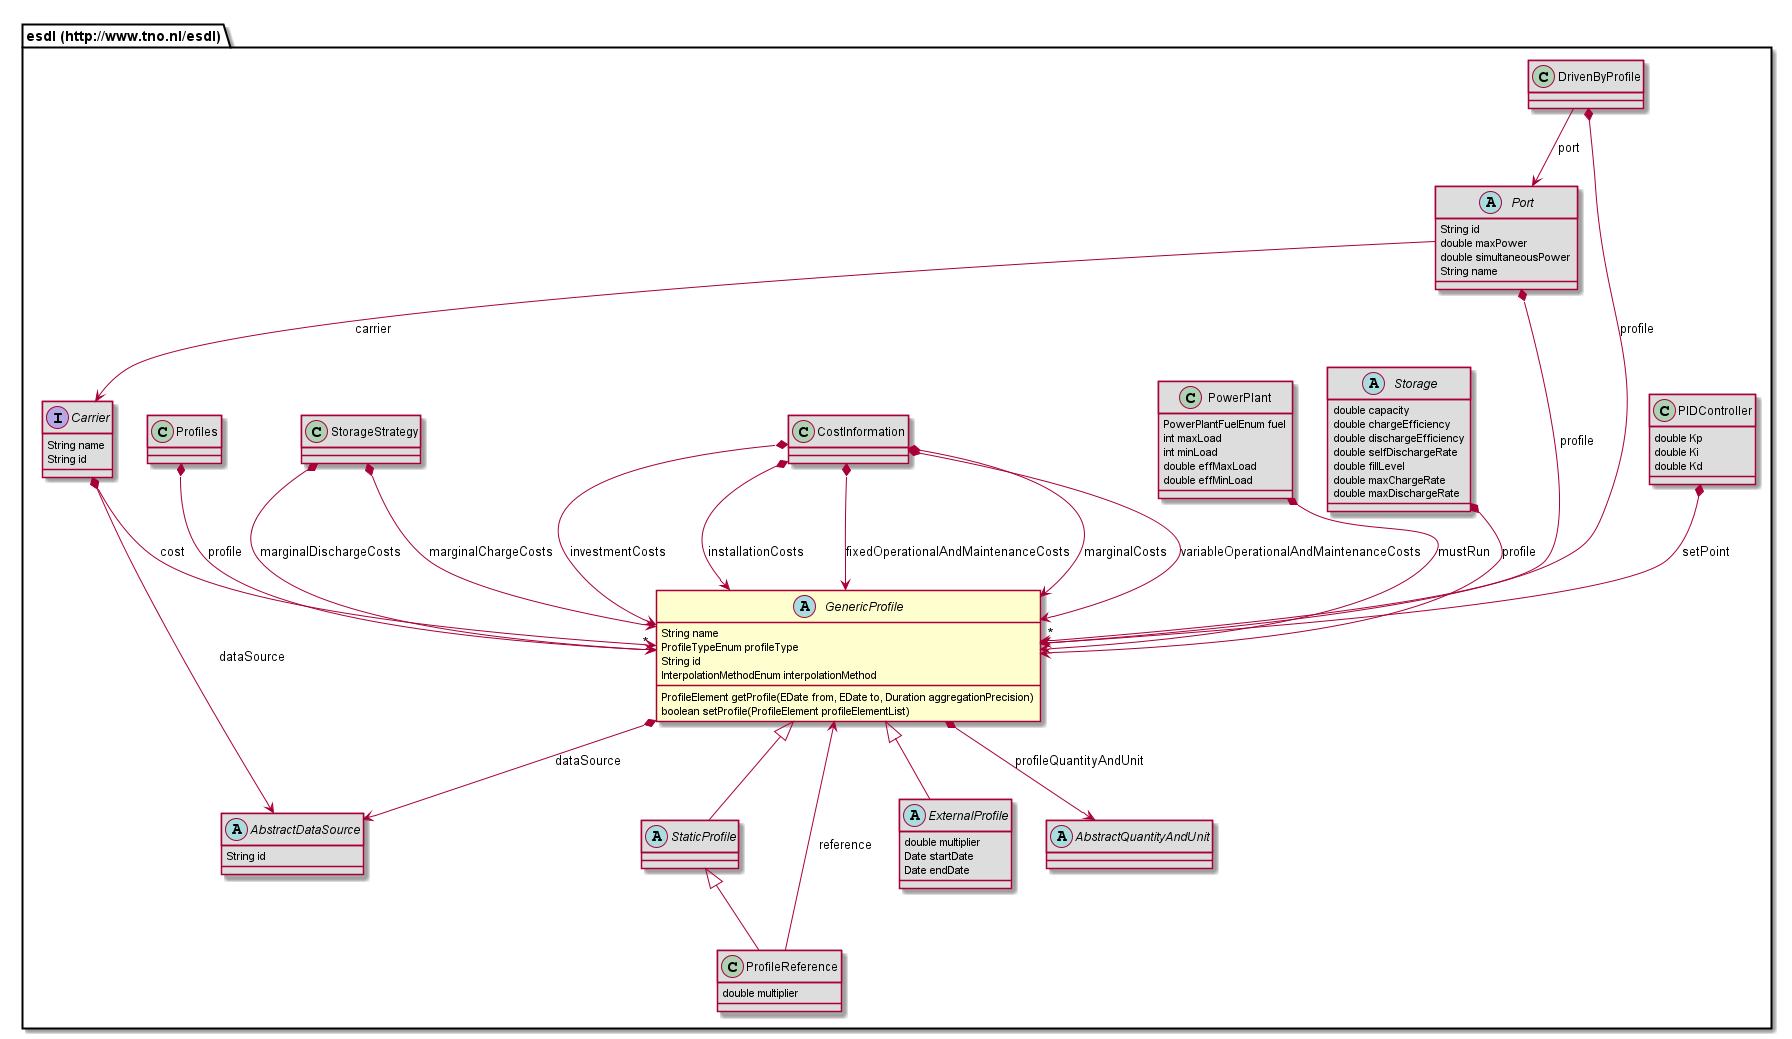 esdl (http://www.tno.nl/esdl)
C DrivenByProfile
port
A Port
String id
double maxPower
double simultaneousPower
String name
carrier
profile
I Carrier
String name
String id
C Profiles
C StorageStrategy
C CostInformation
C PowerPlant
PowerPlantFuelEnum fuel
int maxLoad
int minLoad
double effMaxLoad
double effMinLoad
A Storage
double capacity
double chargeEfficiency
double dischargeEfficiency
double selfDischargeRate
double fillLevel
double maxChargeRate
double maxDischargeRate
profile
C PIDController
double Kp
double Ki
double Kd
cost
profile
marginalDischargeCosts
marginalChargeCosts
investmentCosts
installationCosts
fixedOperationalAndMaintenanceCosts
marginalCosts
variableOperationalAndMaintenanceCosts
mustRun
profile
setPoint
A GenericProfile
*
*
String name
ProfileTypeEnum profileType
String id
InterpolationMethodEnum interpolationMethod
ProfileElement getProfile(EDate from, EDate to, Duration aggregationPrecision)
boolean setProfile(ProfileElement profileElementList)
dataSource
dataSource
profileQuantityAndUnit
A AbstractDataSource
String id
A StaticProfile
reference
A ExternalProfile
double multiplier
Date startDate
Date endDate
A AbstractQuantityAndUnit
C ProfileReference
double multiplier